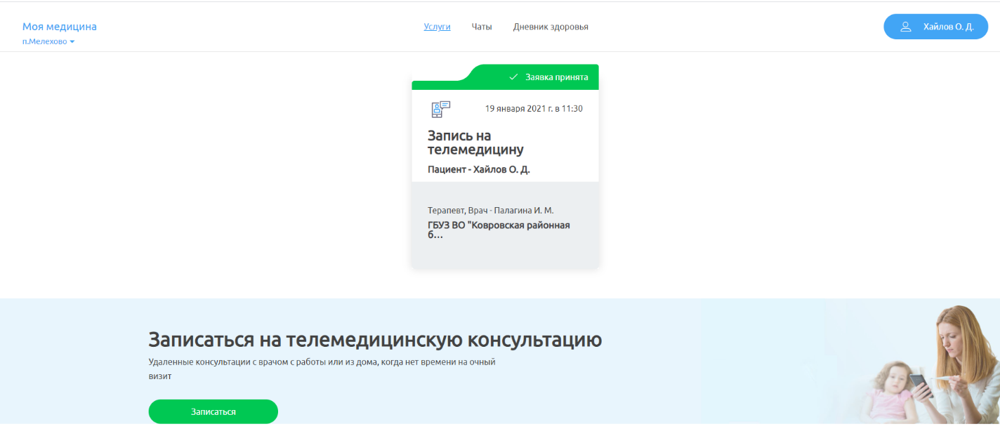 Моя медицина
п.Мелехово
Услуги Чаты Дневник здоровья
Хайлов О. Д.
Заявка принята
19 января 2021 г. в 11:30
Запись на
телемедицину
Пациент - Хайлов О. Д.
Терапевт, Врач - Палагина И. М.
ГБУЗ ВО "Ковровская районная
б...
Записаться на телемедицинскую консультацию
Удаленные консультации с врачом с работы или из дома, когда нет времени на очный
визит
Записаться